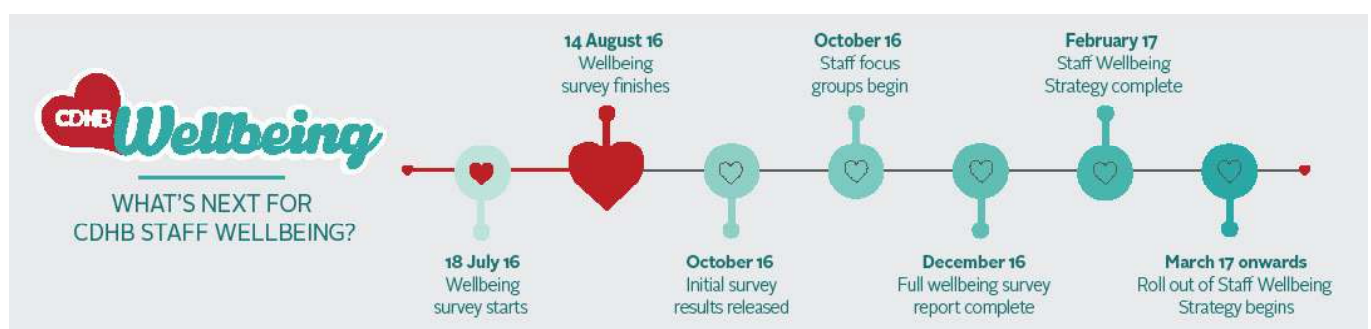 CDHB
Wellbeing
WHAT'S NEXT FOR
CDHB STAFF WELLBEING?
18 July 16
Wellbeing
survey starts
14 August 16
Wellbeing
survey finishes
October 16
Initial survey
results released
October 16
Staff focus
groups begin
December 16
Full wellbeing survey
report complete
February 17
Staff Wellbeing
Strategy complete
March 17 onwards
Roll out of Staff Wellbeing
Strategy begins